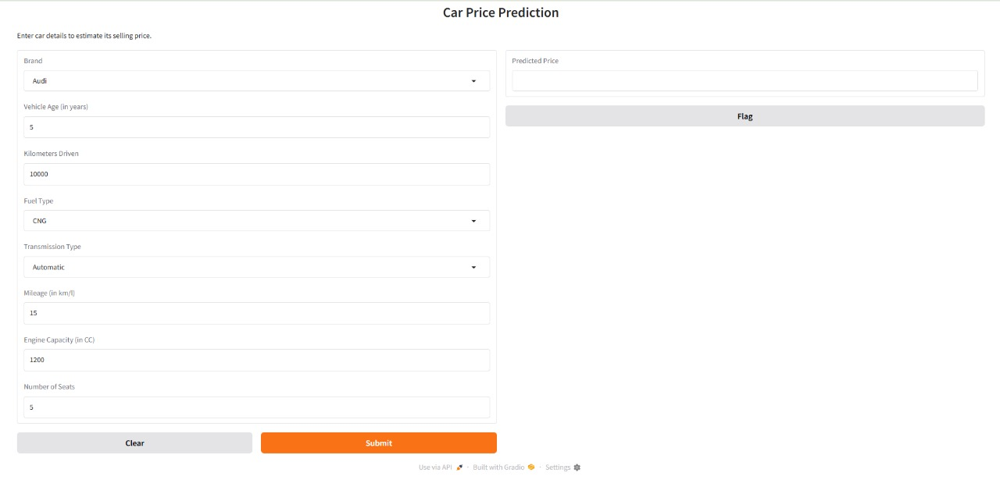 Car Price Prediction
Enter car details to estimate its selling price.
Brand
Audi
Vehicle Age (in years)
5
Kilometers Driven
10000
Fuel Type
CNG
Transmission Type
Automatic
Mileage (in km/l)
15
Engine Capacity (in CC)
1200
Number of Seats
5
Clear
Submit
Predicted Price
Flag
Use via API · Built with Gradio · Settings